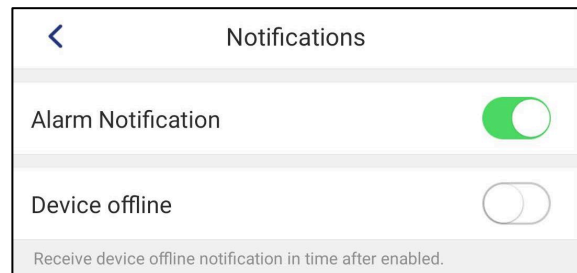 Notifications
Alarm Notification
Device offline
Receive device offline notification in time after enabled.